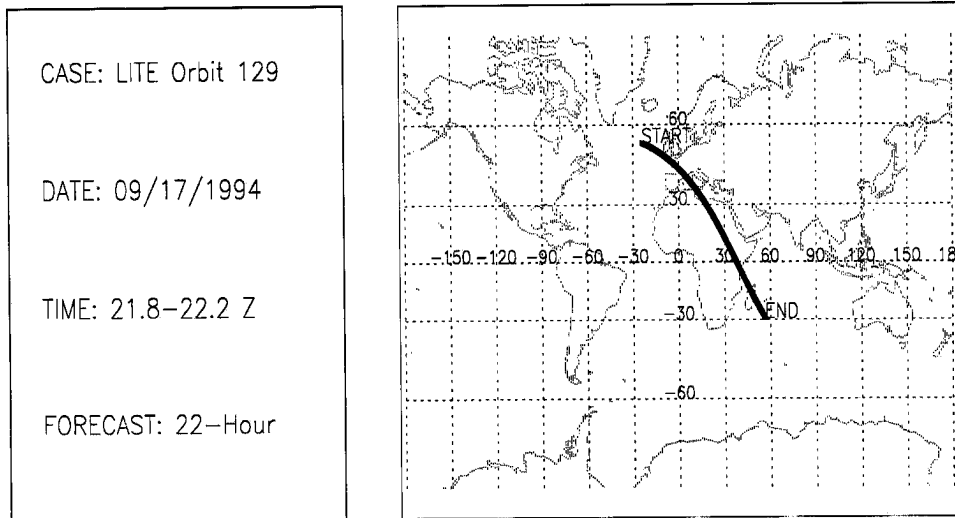 CASE: LITE Orbit 129
DATE: 09/17/1994
TIME: 21.8-22.2 Z
FORECAST: 22-Hour
60
START
30
-150 -120 -90 -60 -30 0 30 60 90 120 150 18
-30 END
-60